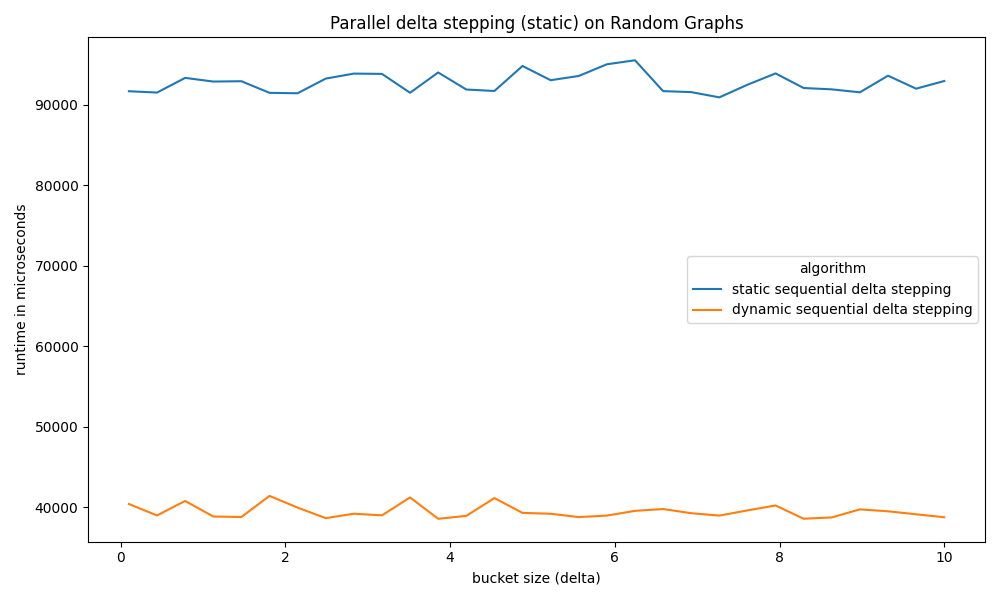 Parallel delta stepping (static) on Random Graphs
90000
80000
70000
60000
50000
40000
runtime in microseconds
algorithm
static sequential delta stepping
dynamic sequential delta stepping
0 2 4 6 8 10
bucket size (delta)